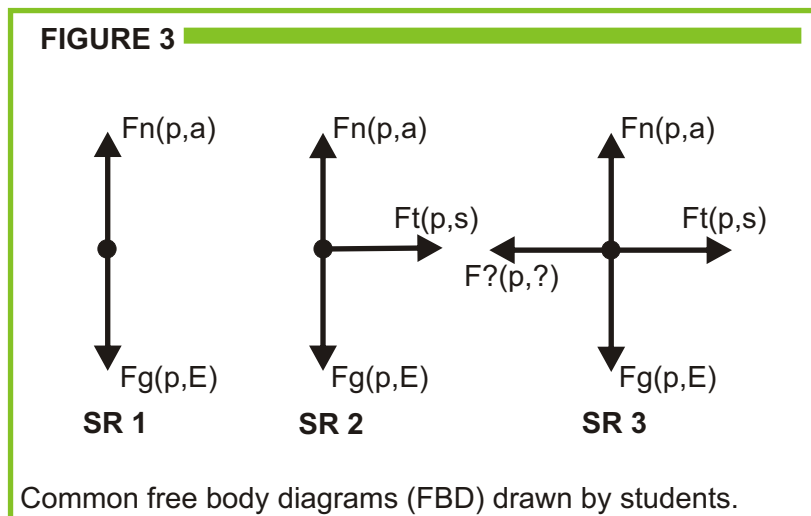 FIGURE 3
Fn(p,a) Fn(p,a) Fn(p,a)
Ft(p,s) Ft(p,s)
F?(p,?)
Fg(p,E) Fg(p,E) Fg(p,E)
SR 1 SR 2 SR 3
Common free body diagrams (FBD) drawn by students.